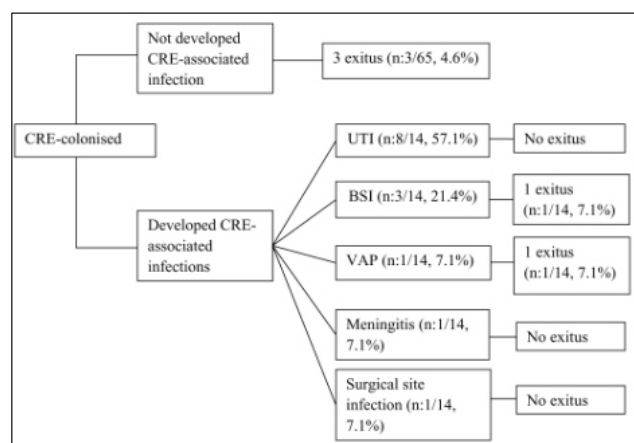 Not developed
CRE-associated
infection
3 exitus (n:3/65, 4.6%)
CRE-colonised
UTI (n:8/14, 57.1%)
No exitus
BSI (n:3/14, 21.4%)
1 exitus
(n:1/14, 7.1%)
Developed CRE-
associated
infections
VAP (n:1/14, 7.1%)
1 exitus
(n:1/14, 7.1%)
Meningitis (n:1/14,
7.1%)
No exitus
Surgical site
infection (n:1/14,
7.1%)
No exitus